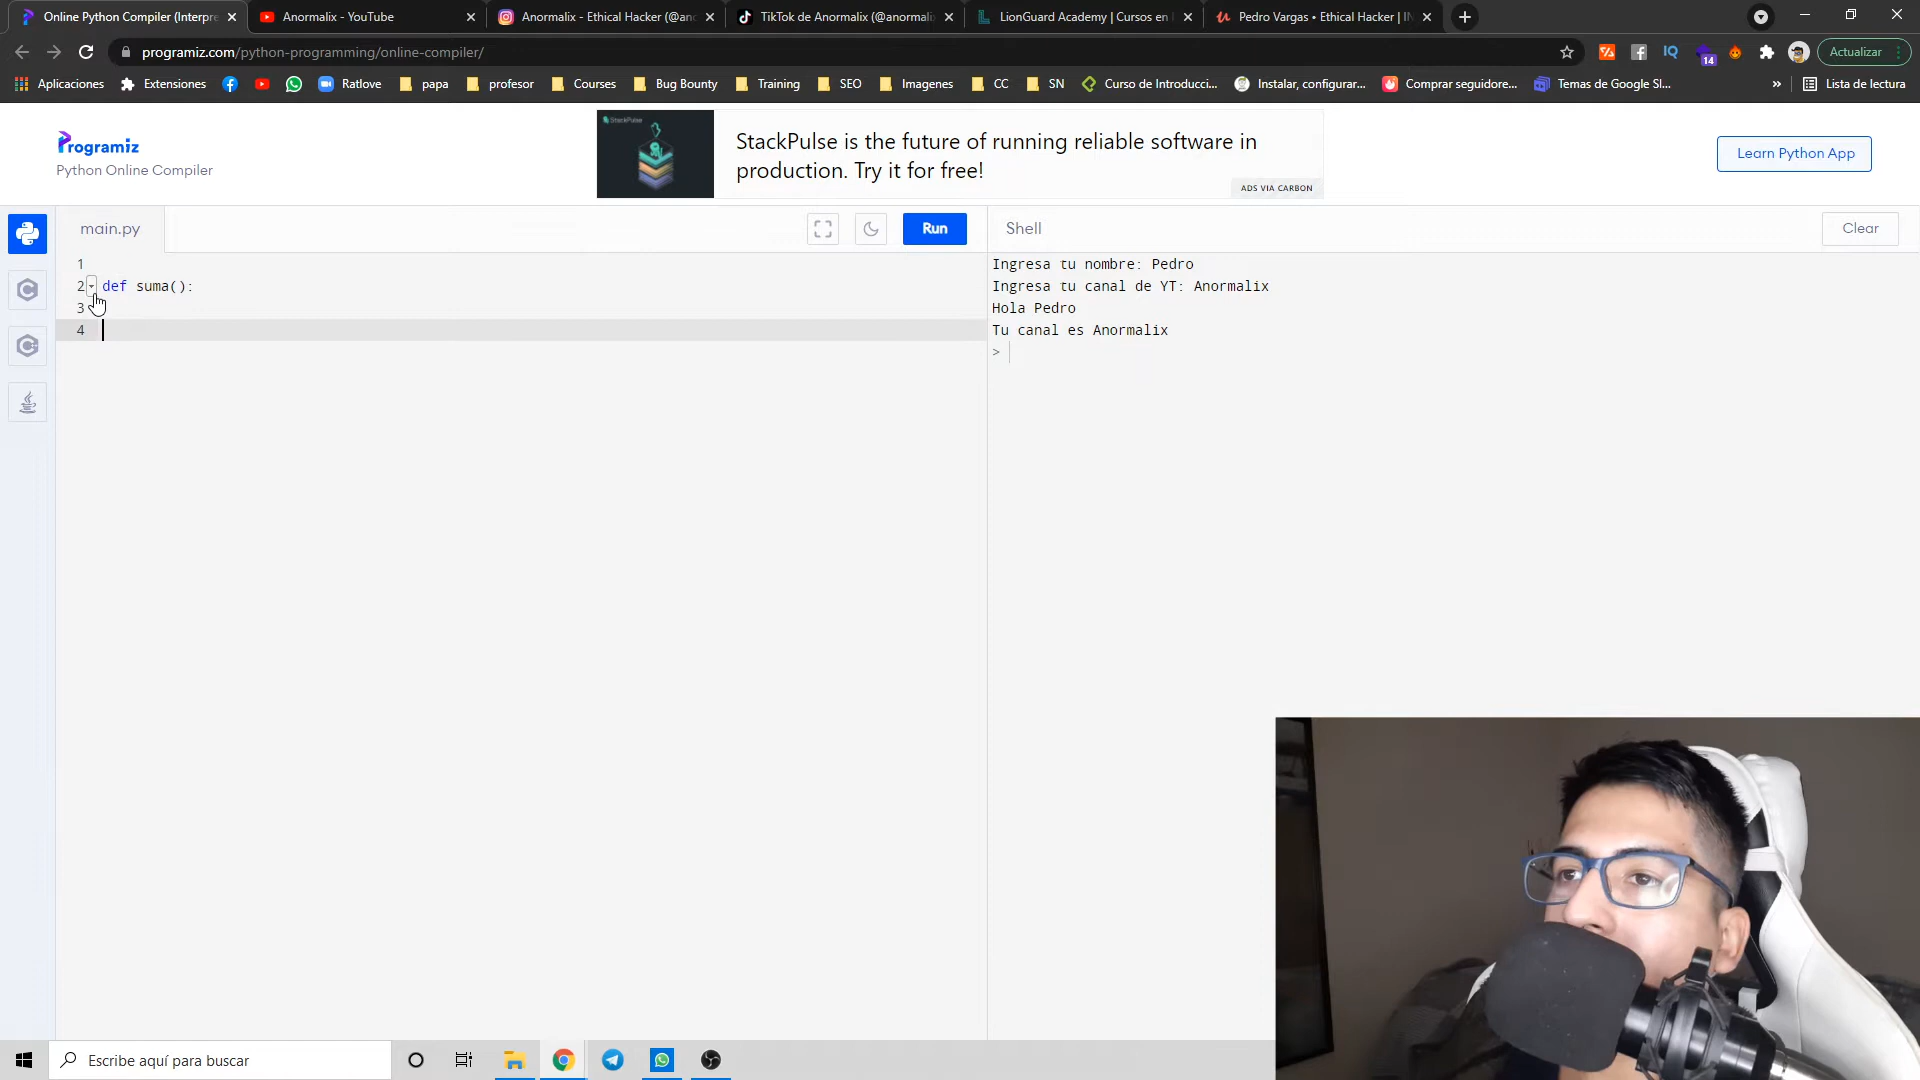 Online Python Compiler (Interpre
Anormalix - YouTube
Anormalix - Ethical Hacker (@ano
TikTok de Anormalix (@anormalix
LionGuard Academy | Cursos en
Pedro Vargas • Ethical Hacker | IN
programiz.com/python-programming/online-compiler/
14
Actualizar
Aplicaciones
Extensiones
Ratlove
papa
profesor
Courses
Bug Bounty
Training
SEO
Imagenes
CC
SN
Curso de Introducci...
Instalar, configurar...
Comprar seguidore...
Temas de Google Sl...
»
Lista de lectura
Programiz
Python Online Compiler
StackPulse
StackPulse is the future of running reliable software in
production. Try it for free!
ADS VIA CARBON
Learn Python App
main.py
Run
Shell
Clear
1
2 def suma():
3
4
Ingresa tu nombre: Pedro
Ingresa tu canal de YT: Anormalix
Hola Pedro
Tu canal es Anormalix
>
Escribe aquí para buscar